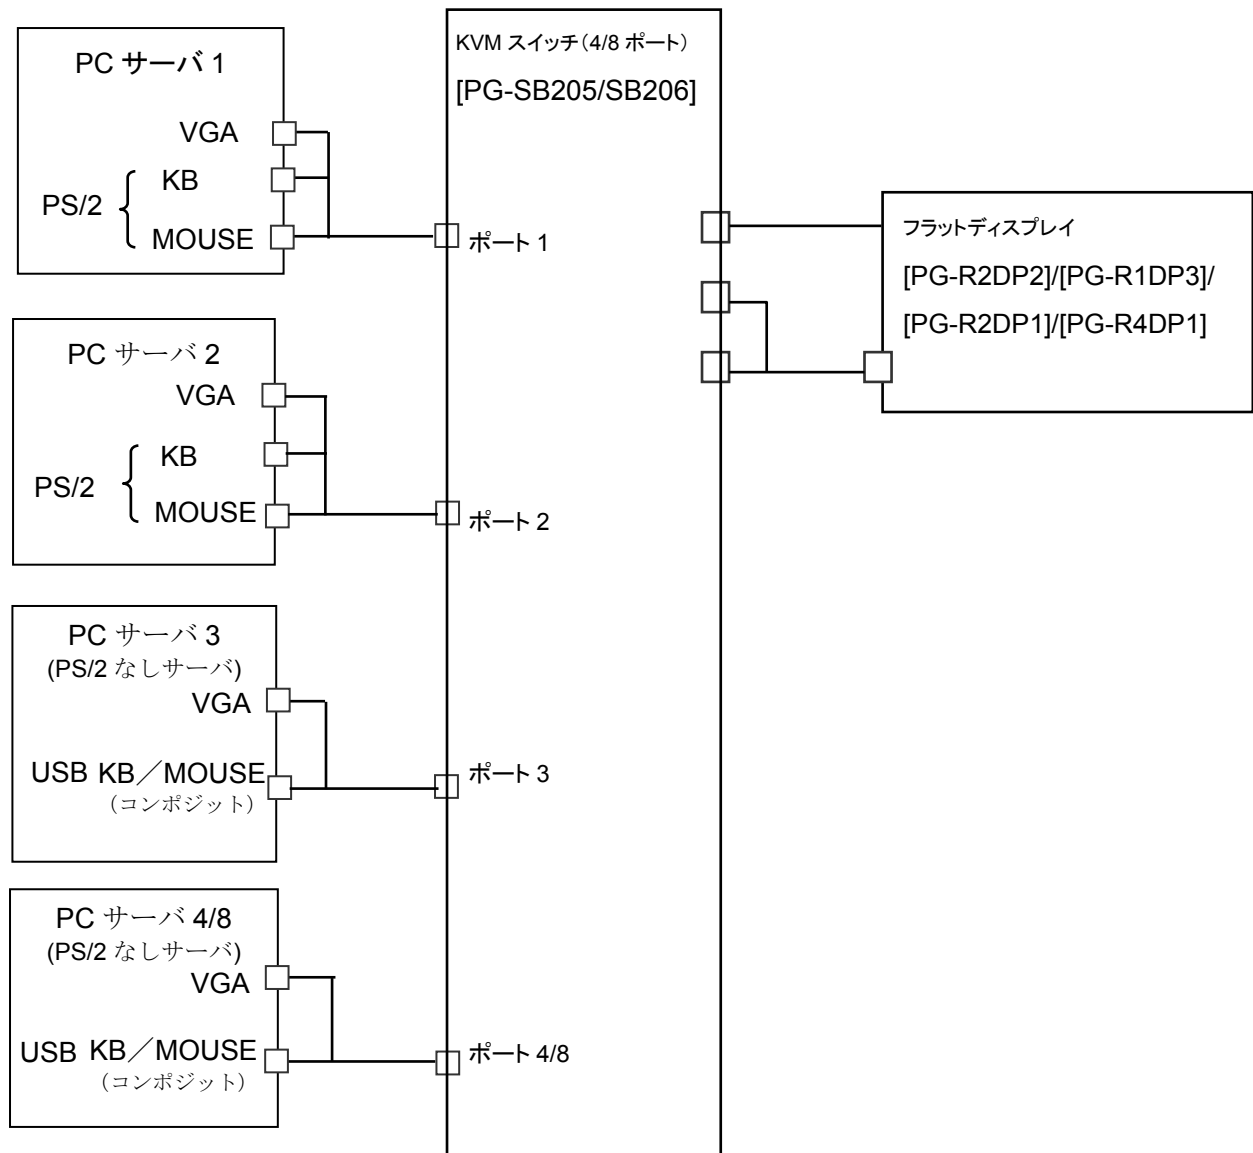 PC サーバ 1
VGA
KB
PS/2
MOUSE
PC サーバ 2
VGA
KB
PS/2
MOUSE
PC サーバ 3
(PS/2 なしサーバ)
VGA
USB KB／MOUSE
（コンポジット）
PC サーバ 4/8
(PS/2 なしサーバ)
VGA
USB KB／MOUSE
（コンポジット）
KVM スイッチ（4/8 ポート）
[PG-SB205/SB206]
ポート 1
ポート 2
ポート 3
ポート 4/8
フラットディスプレイ
[PG-R2DP2]/[PG-R1DP3]/
[PG-R2DP1]/[PG-R4DP1]